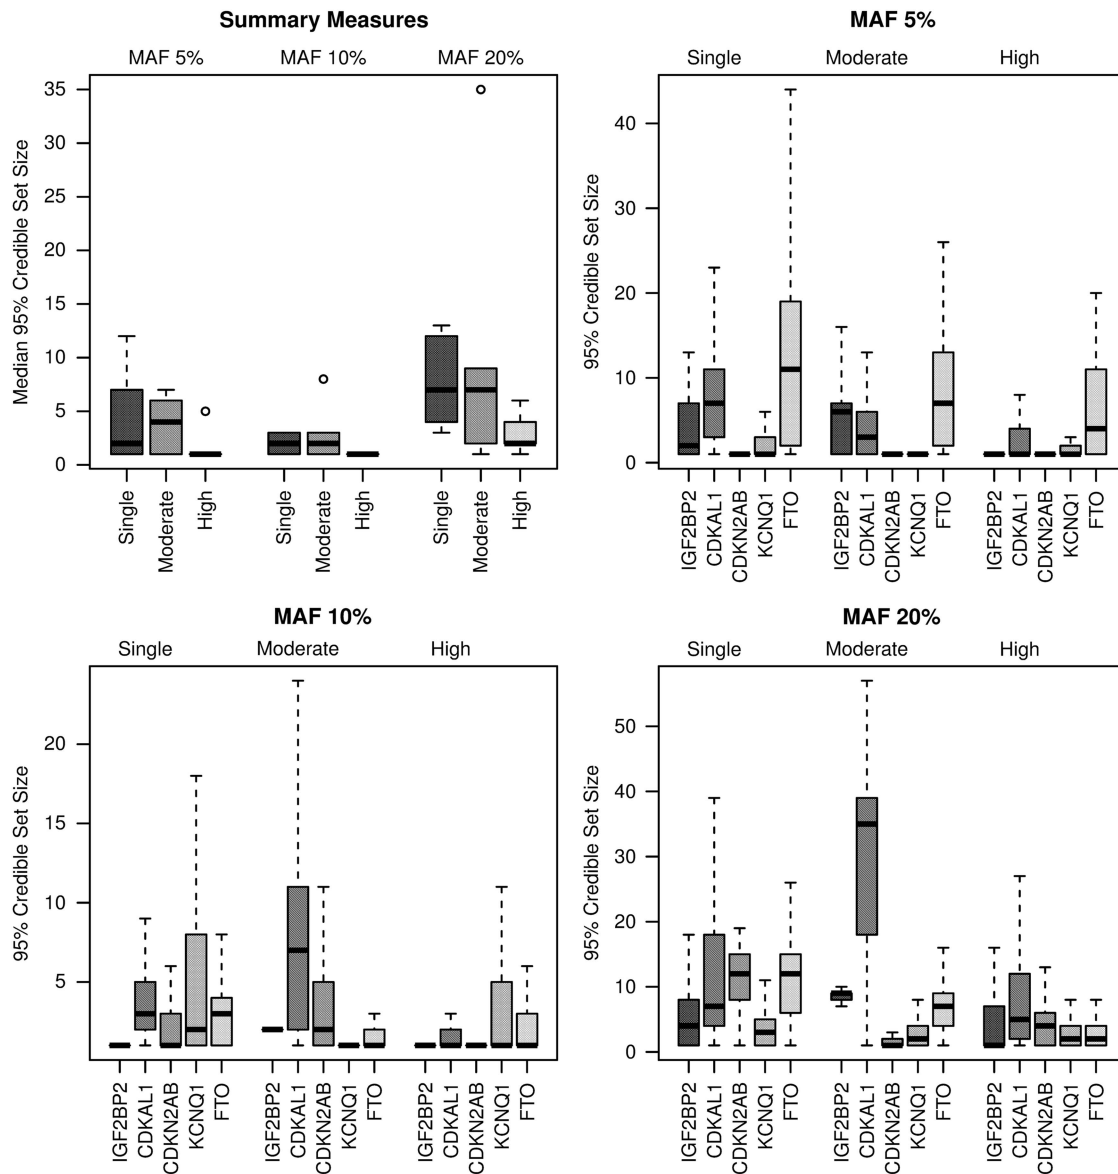 Summary Measures
MAF 5% MAF 10% MAF 20%
Median 95% Credible Set Size
35
30
25
20
15
10
5
0
Single Moderate High Single Moderate High Single Moderate High
MAF 5%
Single Moderate High
95% Credible Set Size
40
30
20
10
0
IGF2BP2 CDKAL1 CDKN2AB KCNQ1 FTO IGF2BP2 CDKAL1 CDKN2AB KCNQ1 FTO IGF2BP2 CDKAL1 CDKN2AB KCNQ1 FTO
MAF 10%
Single Moderate High
95% Credible Set Size
20
15
10
5
IGF2BP2 CDKAL1 CDKN2AB KCNQ1 FTO IGF2BP2 CDKAL1 CDKN2AB KCNQ1 FTO IGF2BP2 CDKAL1 CDKN2AB KCNQ1 FTO
MAF 20%
Single Moderate High
95% Credible Set Size
50
40
30
20
10
0
IGF2BP2 CDKAL1 CDKN2AB KCNQ1 FTO IGF2BP2 CDKAL1 CDKN2AB KCNQ1 FTO IGF2BP2 CDKAL1 CDKN2AB KCNQ1 FTO